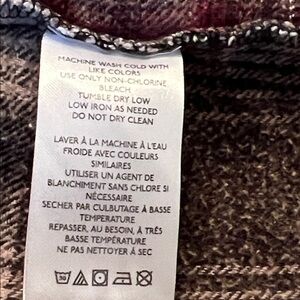 MACHINE WASH COLD WITH
LIKE COLORS
USE ONLY NON-CHLORINE
BLEACH
TUMBLE DRY LOW
LOW IRON AS NEEDED
DO NOT DRY CLEAN
LAVER À LA MACHINE À L'EAU
FROIDE AVEC COULEURS
SIMILAIRES
UTILISER UN AGENT DE
BLANCHIMENT SANS CHLORE SI
NÉCESSAIRE
SECHER PAR CULBUTAGE À BASSE
TEMPERATURE
REPASSER, AU BESOIN, À TRÈS
BASSE TEMPÉRATURE
NE PAS NETTOYER À SEC
30